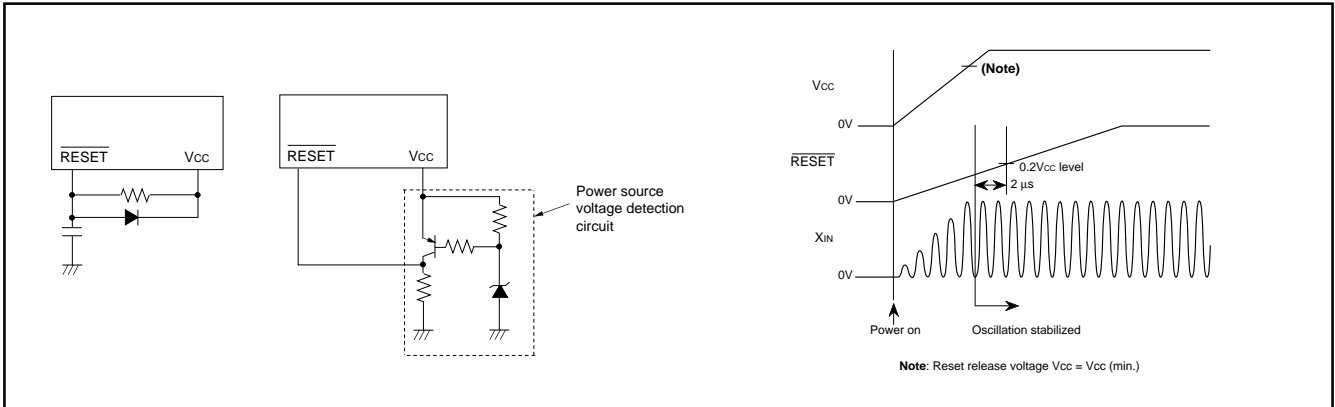 RESET VCC
RESET VCC
Power source
voltage detection
circuit
VCC
(Note)
0V
RESET
0.2VCC level
2 μs
0V
XIN
0V
Power on
Oscillation stabilized
Note: Reset release voltage VCC = VCC (min.)